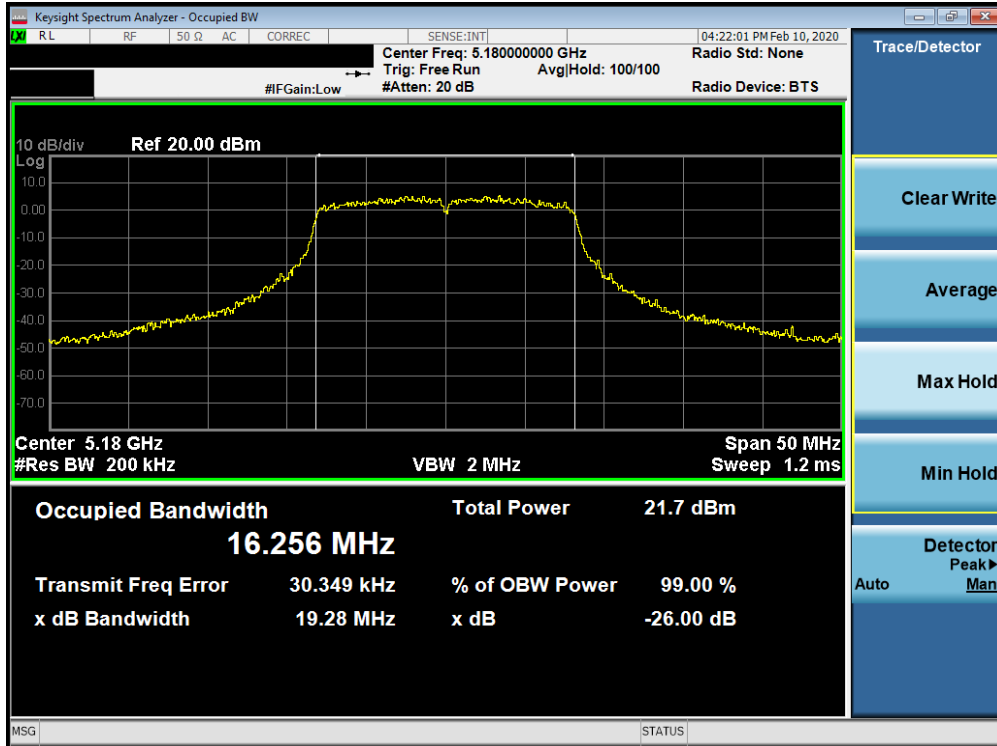 Keysight Spectrum Analyzer - Occupied BW
LXI RL RF 50 Ω AC CORREC SENSE:INT 04:22:01 PM Feb 10, 2020
Center Freq: 5.180000000 GHz Radio Std: None
Trig: Free Run Avg|Hold: 100/100
#IFGain:Low #Atten: 20 dB Radio Device: BTS
10 dB/div Ref 20.00 dBm
Log
10.0
0.00
-10.0
-20.0
-30.0
-40.0
-50.0
-60.0
-70.0
Center 5.18 GHz Span 50 MHz
#Res BW 200 kHz VBW 2 MHz Sweep 1.2 ms
Occupied Bandwidth Total Power 21.7 dBm
16.256 MHz
Transmit Freq Error 30.349 kHz % of OBW Power 99.00 %
x dB Bandwidth 19.28 MHz x dB -26.00 dB
MSG STATUS
Trace/Detector
Clear Write
Average
Max Hold
Min Hold
Detector
Peak▶
Auto Man